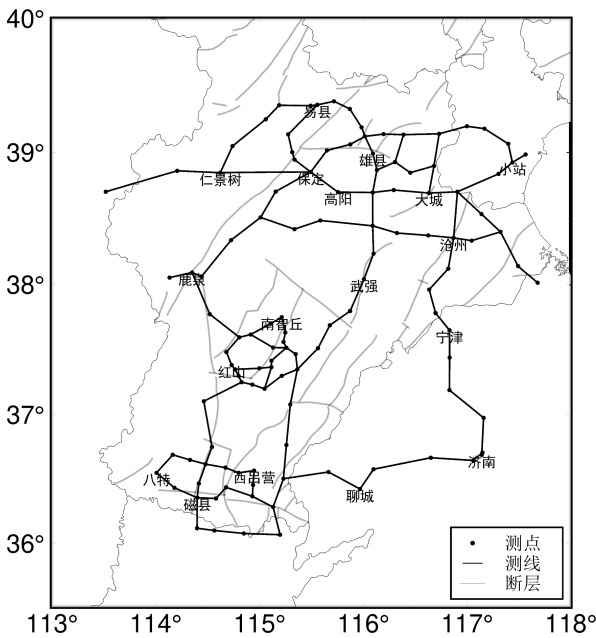 40°
易县
39°
雄县
小站
仁景树
保定
高阳
大城
沧州
38°
鹿泉
武强
南智丘
宁津
红山
37°
济南
八特
西吕营
聊城
磁县
36°
测点
测线
断层
113° 114° 115° 116° 117° 118°